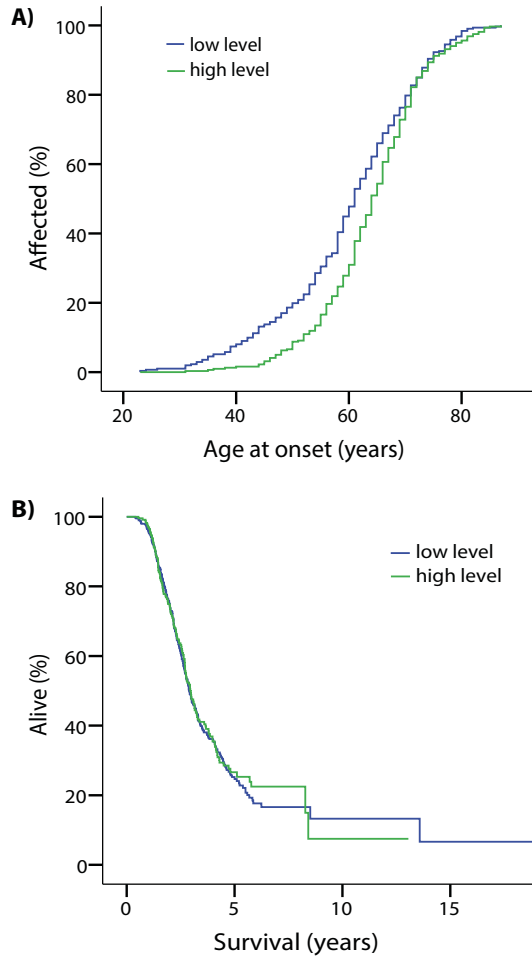 A)
100
80
60
40
20
0
Affected (%)
low level
high level
20 40 60 80
Age at onset (years)
B)
100
80
60
40
20
0
Alive (%)
low level
high level
0 5 10 15
Survival (years)